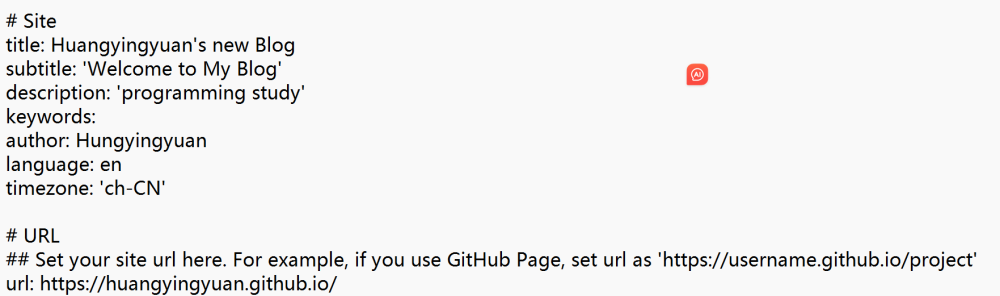 # Site
title: Huangyingyuan's new Blog
subtitle: 'Welcome to My Blog'
description: 'programming study'
keywords:
author: Hungyingyuan
language: en
timezone: 'ch-CN'
# URL
## Set your site url here. For example, if you use GitHub Page, set url as 'https://username.github.io/project'
url: https://huangyingyuan.github.io/
AI